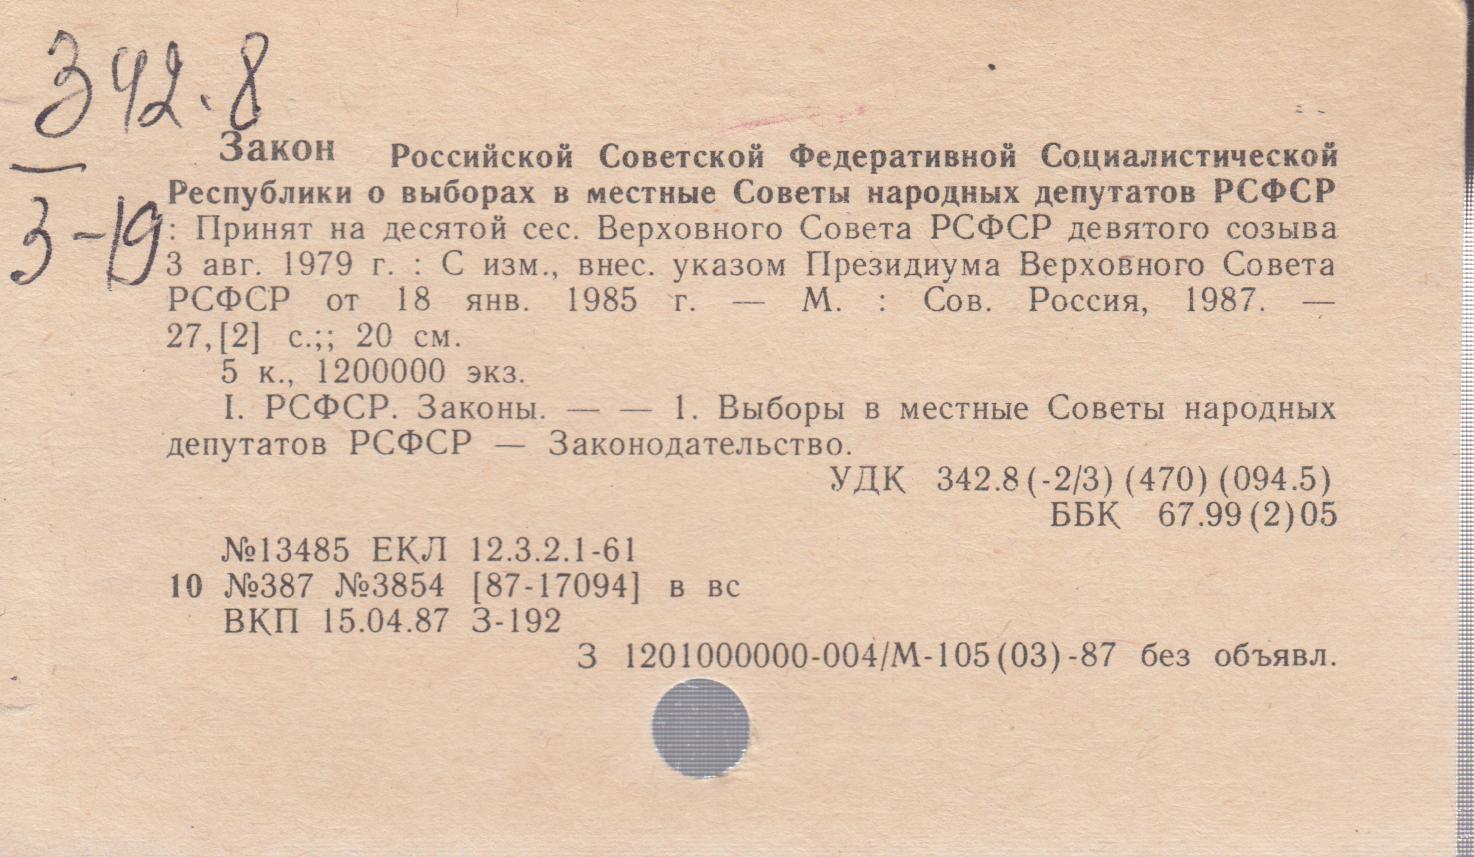 342.8
З-19
Закон Российской Советской Федеративной Социалистической
Республики о выборах в местные Советы народных депутатов РСФСР
: Принят на десятой сес. Верховного Совета РСФСР девятого созыва
3 авг. 1979 г. : С изм., внес. указом Президиума Верховного Совета
РСФСР от 18 янв. 1985 г. — М. : Сов. Россия, 1987. —
27,[2] с.;; 20 см.
5 к., 1200000 экз.
I. РСФСР. Законы. — — 1. Выборы в местные Советы народных
депутатов РСФСР — Законодательство.
УДК 342.8(-2/3)(470)(094.5)
ББК 67.99(2)05
№13485 ЕКЛ 12.3.2.1-61
10 №387 №3854 [87-17094] в вс
ВКП 15.04.87 З-192
З 1201000000-004/М-105(03)-87 без объявл.